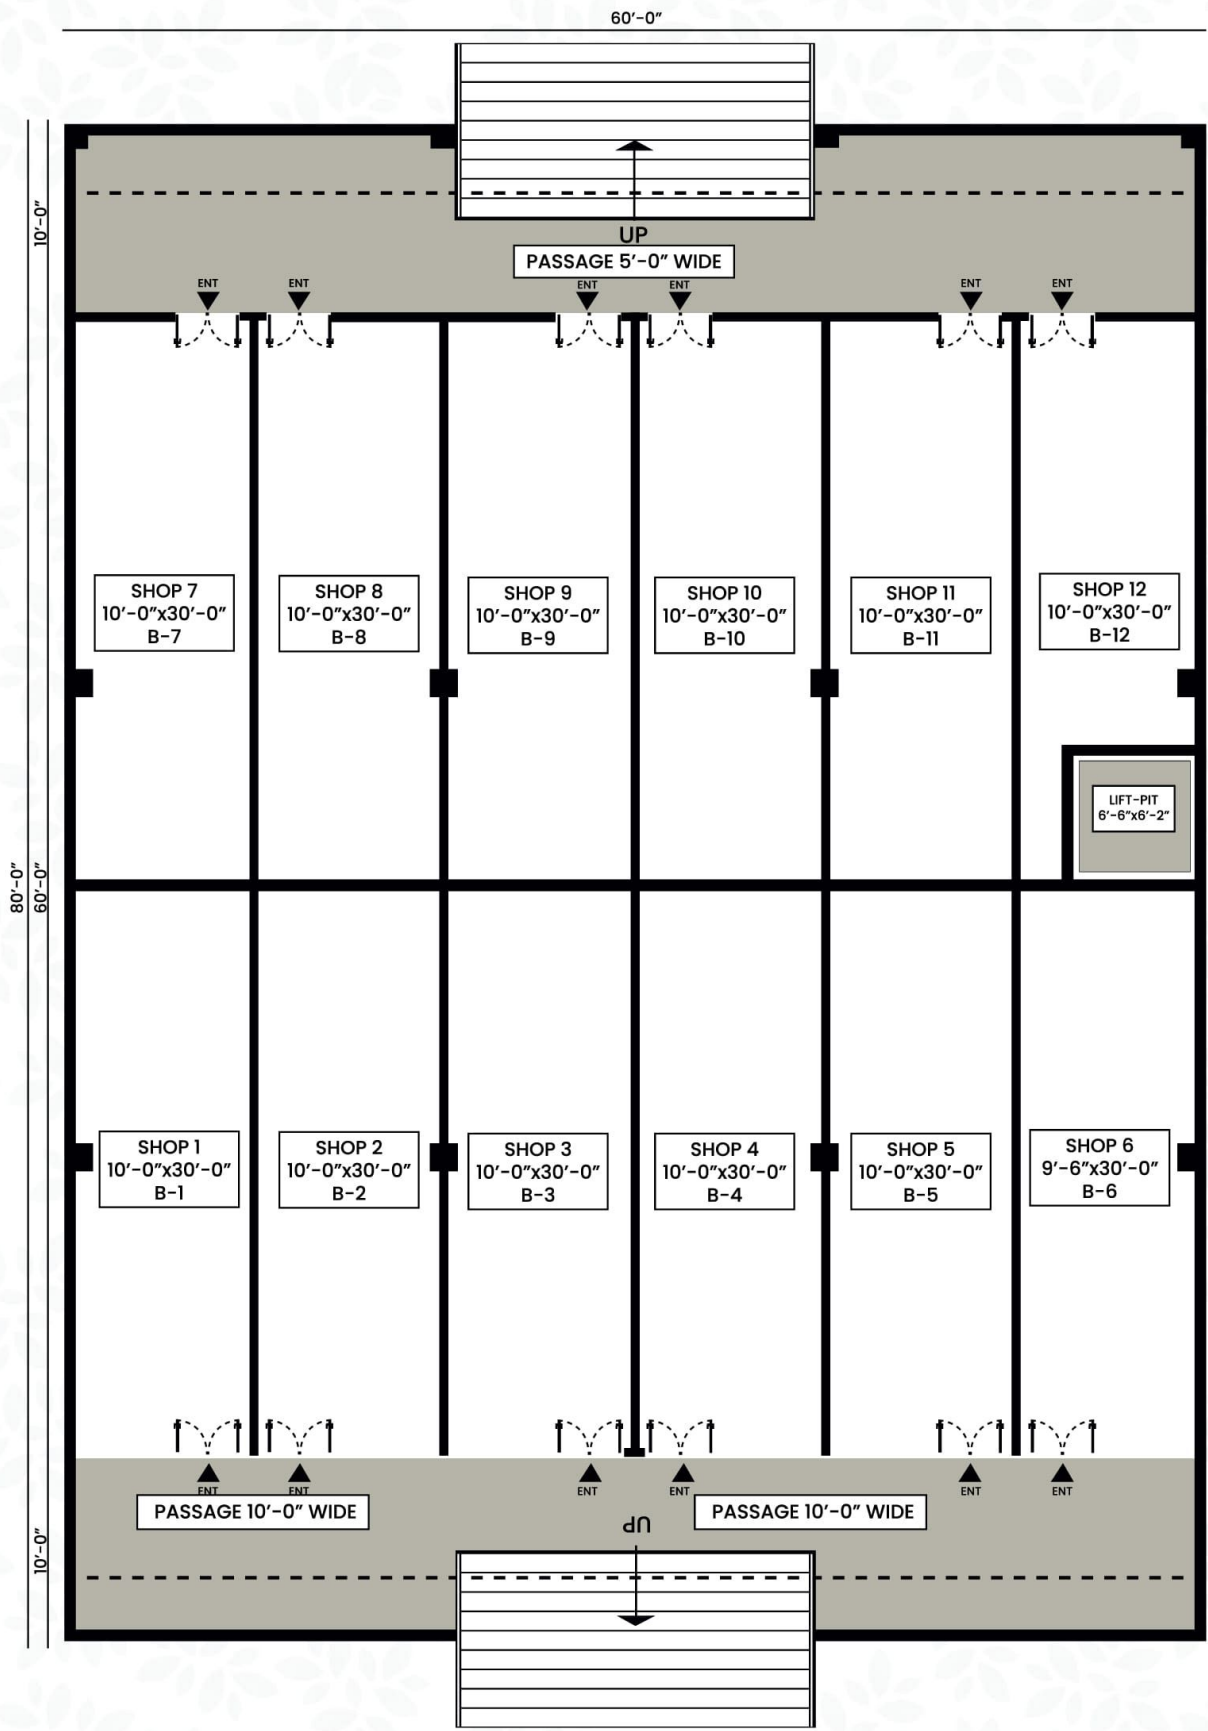 60'-0"
10'-0"
UP
PASSAGE 5'-0" WIDE
ENT
ENT
ENT
ENT
ENT
ENT
SHOP 7
10'-0"x30'-0"
B-7
SHOP 8
10'-0"x30'-0"
B-8
SHOP 9
10'-0"x30'-0"
B-9
SHOP 10
10'-0"x30'-0"
B-10
SHOP 11
10'-0"x30'-0"
B-11
SHOP 12
10'-0"x30'-0"
B-12
LIFT-PIT
6'-6"x6'-2"
80'-0"
60'-0"
SHOP 1
10'-0"x30'-0"
B-1
SHOP 2
10'-0"x30'-0"
B-2
SHOP 3
10'-0"x30'-0"
B-3
SHOP 4
10'-0"x30'-0"
B-4
SHOP 5
10'-0"x30'-0"
B-5
SHOP 6
9'-6"x30'-0"
B-6
ENT
ENT
ENT
ENT
ENT
ENT
PASSAGE 10'-0" WIDE
PASSAGE 10'-0" WIDE
UP
10'-0"